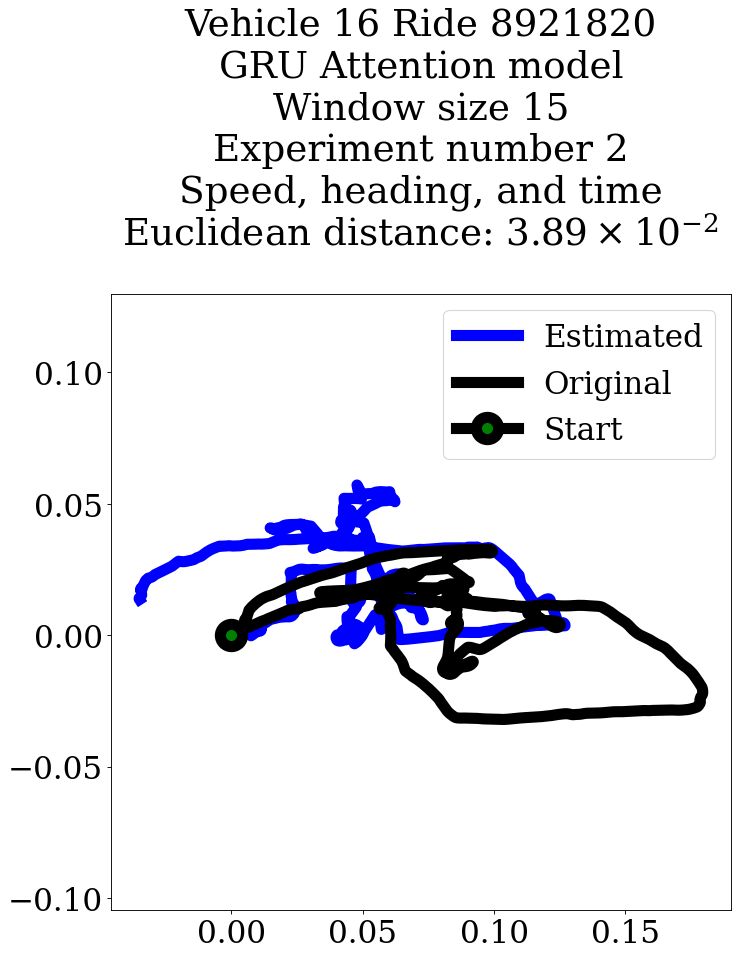 Vehicle 16 Ride 8921820
GRU Attention model
Window size 15
Experiment number 2
Speed, heading, and time
Euclidean distance: 3.89 × 10⁻²
Estimated
Original
Start
0.10
0.05
0.00
−0.05
−0.10
0.00 0.05 0.10 0.15